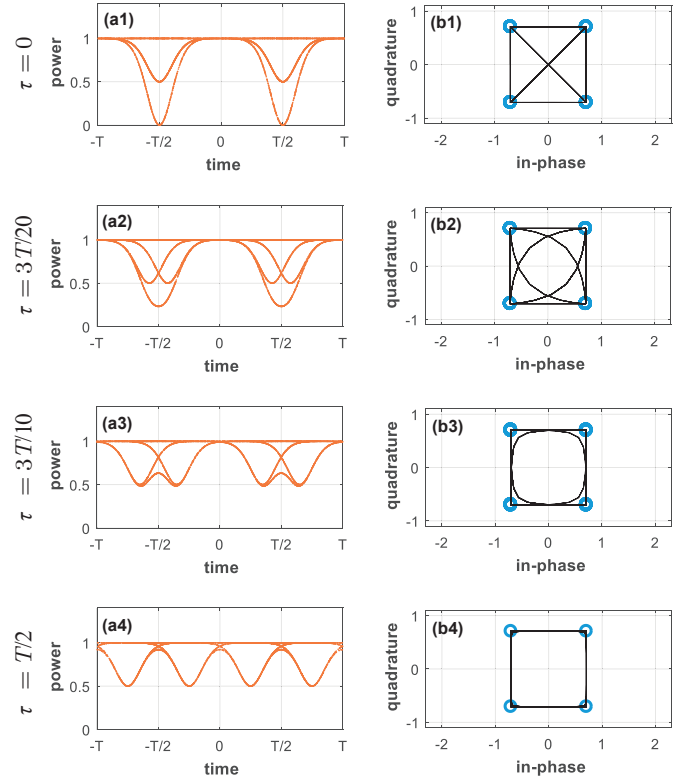 τ = 0
(a1)
power
1
0.5
0
-T -T/2 0 T/2 T
time
(b1)
quadrature
1
0
-1
-2 -1 0 1 2
in-phase
τ = 3T/20
(a2)
power
1
0.5
0
-T -T/2 0 T/2 T
time
(b2)
quadrature
1
0
-1
-2 -1 0 1 2
in-phase
τ = 3T/10
(a3)
power
1
0.5
0
-T -T/2 0 T/2 T
time
(b3)
quadrature
1
0
-1
-2 -1 0 1 2
in-phase
τ = T/2
(a4)
power
1
0.5
0
-T -T/2 0 T/2 T
time
(b4)
quadrature
1
0
-1
-2 -1 0 1 2
in-phase